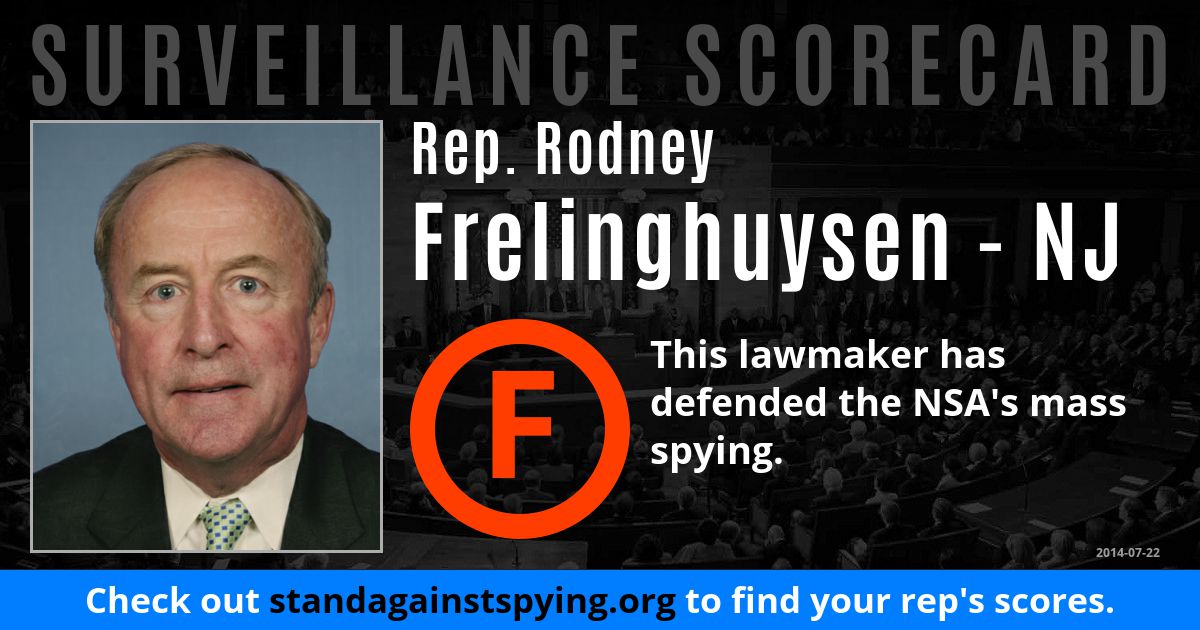 SURVEILLANCE SCORECARD
Rep. Rodney
Frelinghuysen - NJ
F
This lawmaker has
defended the NSA's mass
spying.
2014-07-22
Check out standagainstspying.org to find your rep's scores.